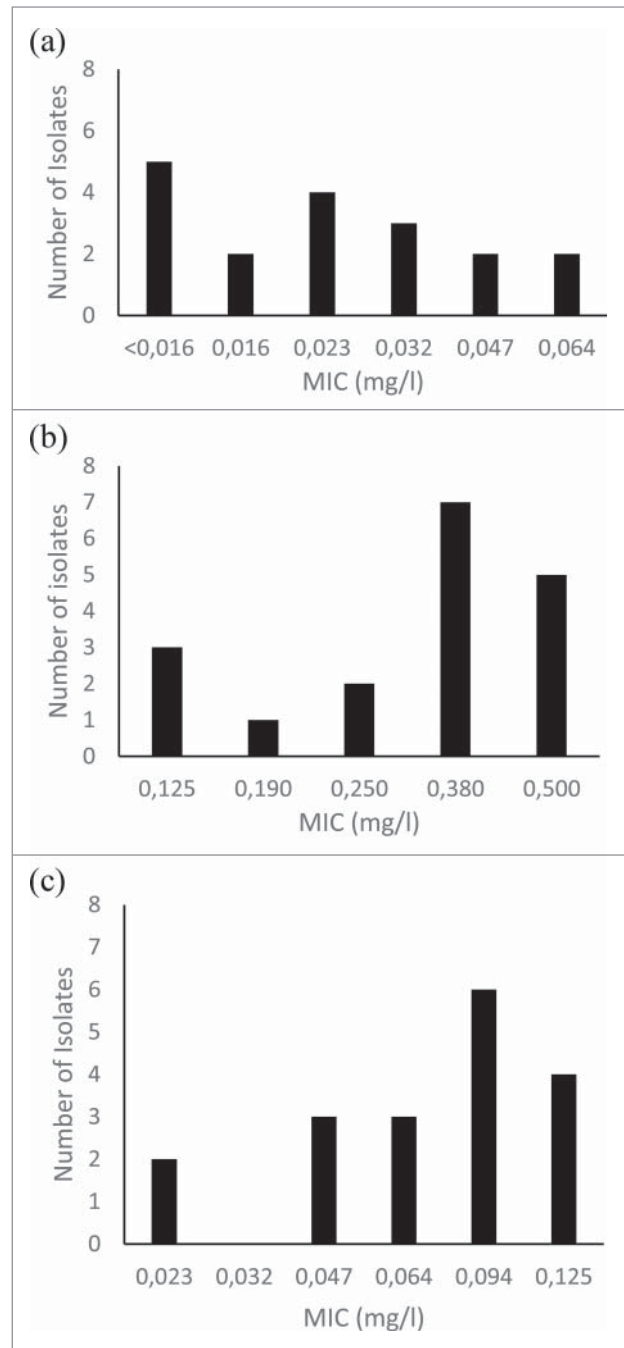 (a)
Number of Isolates
8
6
4
2
0
<0,016 0,016 0,023 0,032 0,047 0,064
MIC (mg/l)
(b)
Number of isolates
8
7
6
5
4
3
2
1
0
0,125 0,190 0,250 0,380 0,500
MIC (mg/l)
(c)
Number of Isolates
8
7
6
5
4
3
2
1
0
0,023 0,032 0,047 0,064 0,094 0,125
MIC (mg/l)